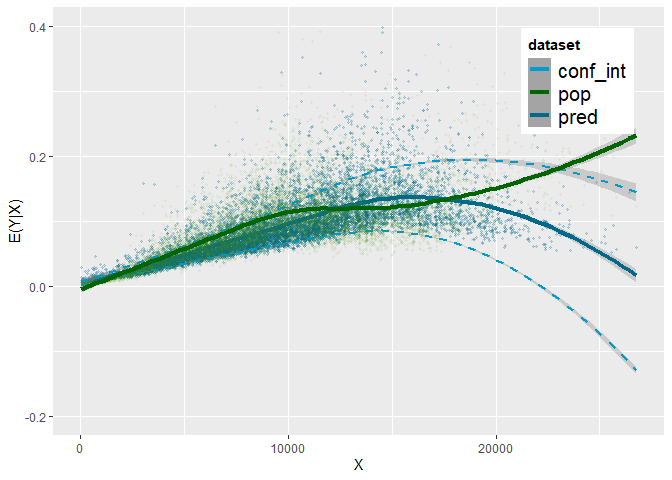 0.4
0.2
0.0
-0.2
E(Y|X)
0
10000
20000
X
dataset
conf_int
pop
pred